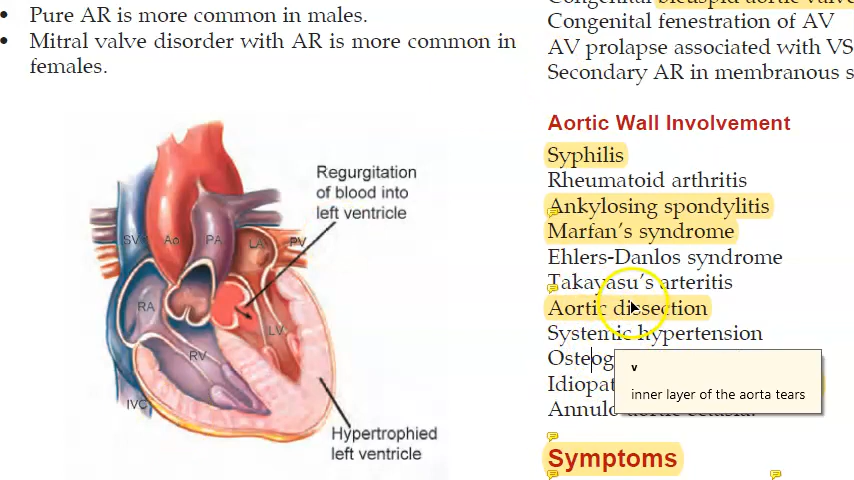 • Pure AR is more common in males.
• Mitral valve disorder with AR is more common in
females.
Regurgitation
of blood into
left ventricle
SV
Ao
PA
LA
PV
RA
LV
RV
IVC
Hypertrophied
left ventricle
Congenital fenestration of AV
AV prolapse associated with VS
Secondary AR in membranous s
Aortic Wall Involvement
Syphilis
Rheumatoid arthritis
Ankylosing spondylitis
Marfan's syndrome
Ehlers-Danlos syndrome
Takayasu's arteritis
Aortic dissection
Systemic hypertension
Osteog
v
inner layer of the aorta tears
Idiopat
Symptoms